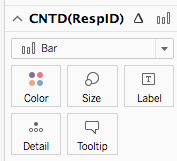 CNTD(RespID)
Bar
Color Size Label
Detail Tooltip